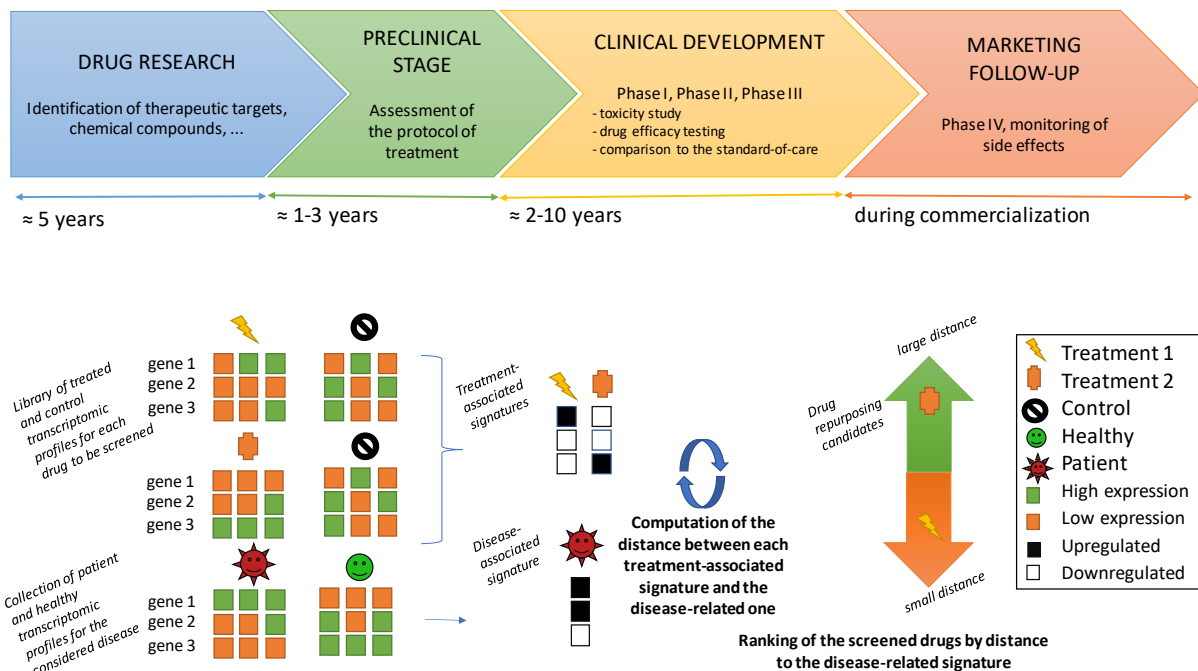 DRUG RESEARCH
Identification of therapeutic targets,
chemical compounds, ...
PRECLINICAL
STAGE
Assessment of
the protocol of
treatment
CLINICAL DEVELOPMENT
Phase I, Phase II, Phase III
- toxicity study
- drug efficacy testing
- comparison to the standard-of-care
MARKETING
FOLLOW-UP
Phase IV, monitoring of
side effects
≈ 5 years
≈ 1-3 years
≈ 2-10 years
during commercialization
Library of treated
and control
transcriptomic
profiles for each
drug to be screened
gene 1
gene 2
gene 3
gene 1
gene 2
gene 3
Collection of patient
and healthy
transcriptomic
profiles for the
considered disease
gene 1
gene 2
gene 3
Treatment-
associated
signatures
Disease-
associated
signature
Computation of the
distance between each
treatment-associated
signature and the
disease-related one
Drug
repurposing
candidates
large distance
small distance
Ranking of the screened drugs by distance
to the disease-related signature
Treatment 1
Treatment 2
Control
Healthy
Patient
High expression
Low expression
Upregulated
Downregulated